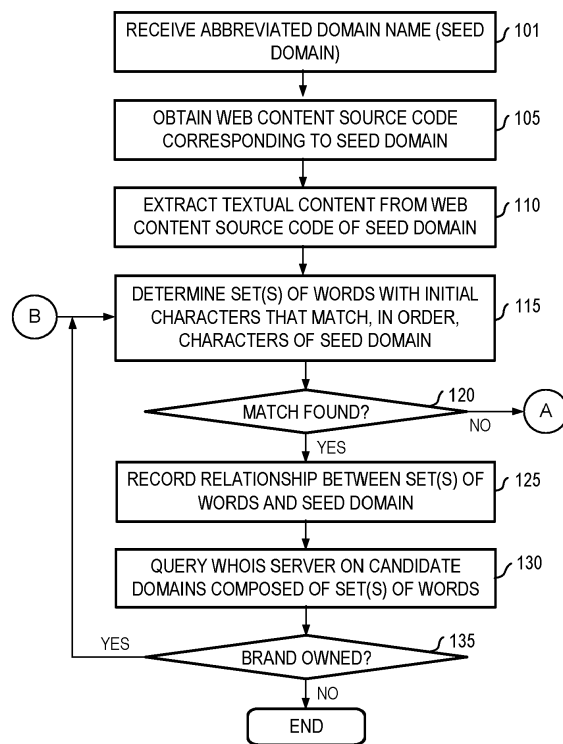 RECEIVE ABBREVIATED DOMAIN NAME (SEED
DOMAIN)
101
OBTAIN WEB CONTENT SOURCE CODE
CORRESPONDING TO SEED DOMAIN
105
EXTRACT TEXTUAL CONTENT FROM WEB
CONTENT SOURCE CODE OF SEED DOMAIN
110
B
DETERMINE SET(S) OF WORDS WITH INITIAL
CHARACTERS THAT MATCH, IN ORDER,
CHARACTERS OF SEED DOMAIN
115
MATCH FOUND?
120
NO
A
YES
RECORD RELATIONSHIP BETWEEN SET(S) OF
WORDS AND SEED DOMAIN
125
QUERY WHOIS SERVER ON CANDIDATE
DOMAINS COMPOSED OF SET(S) OF WORDS
130
YES
BRAND OWNED?
135
NO
END